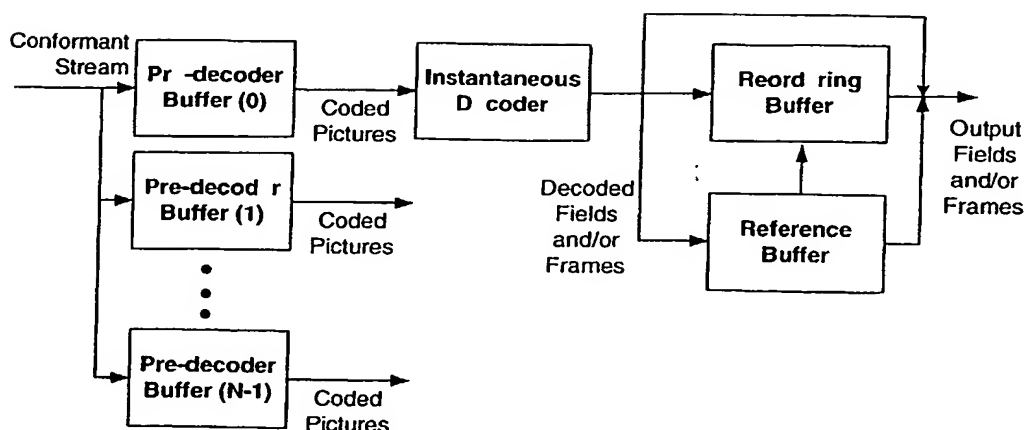 Conformant
Stream
Pr -decoder
Buffer (0)
Coded
Pictures
Instantaneous
D coder
Reord ring
Buffer
Output
Fields
and/or
Frames
Pre-decod r
Buffer (1)
Coded
Pictures
Decoded
Fields
and/or
Frames
Reference
Buffer
Pre-decoder
Buffer (N-1)
Coded
Pictures